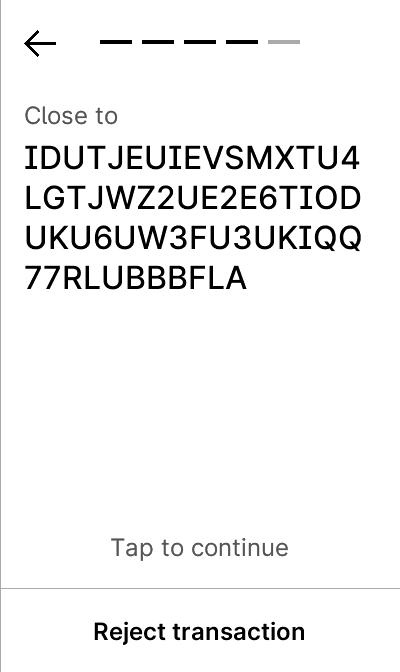 Close to
IDUTJEUIEVSMXTU4
LGTJWZ2UE2E6TIOD
UKU6UW3FU3UKIQQ
77RLUBBBFLA
Tap to continue
Reject transaction